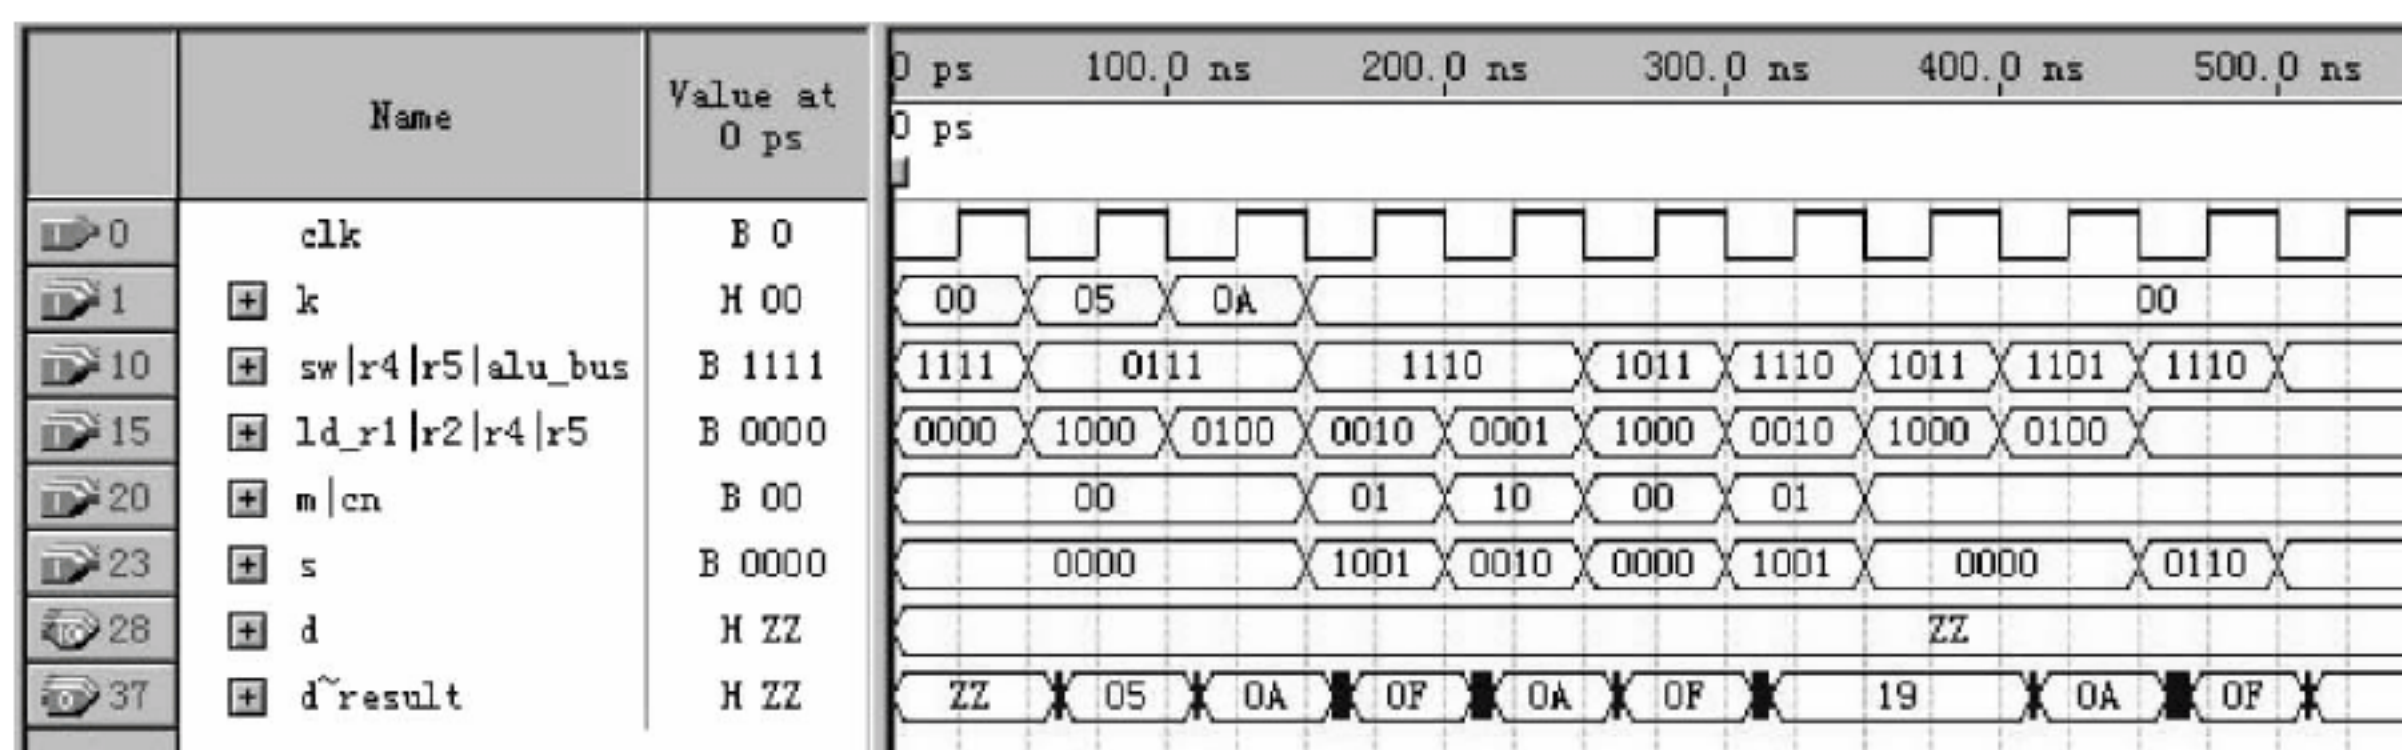 Name
Value at
0 ps
0 ps 100.0 ns 200.0 ns 300.0 ns 400.0 ns 500.0 ns
0 ps
0 clk B 0
1 k H 00 00 05 0A 00
10 sw|r4|r5|alu_bus B 1111 1111 0111 1110 1011 1110 1011 1101 1110
15 ld_r1|r2|r4|r5 B 0000 0000 1000 0100 0010 0001 1000 0010 1000 0100
20 m|cn B 00 00 01 10 00 01
23 s B 0000 0000 1001 0010 0000 1001 0000 0110
28 d H ZZ ZZ
37 d~result H ZZ ZZ 05 0A 0F 0A 0F 19 0A 0F